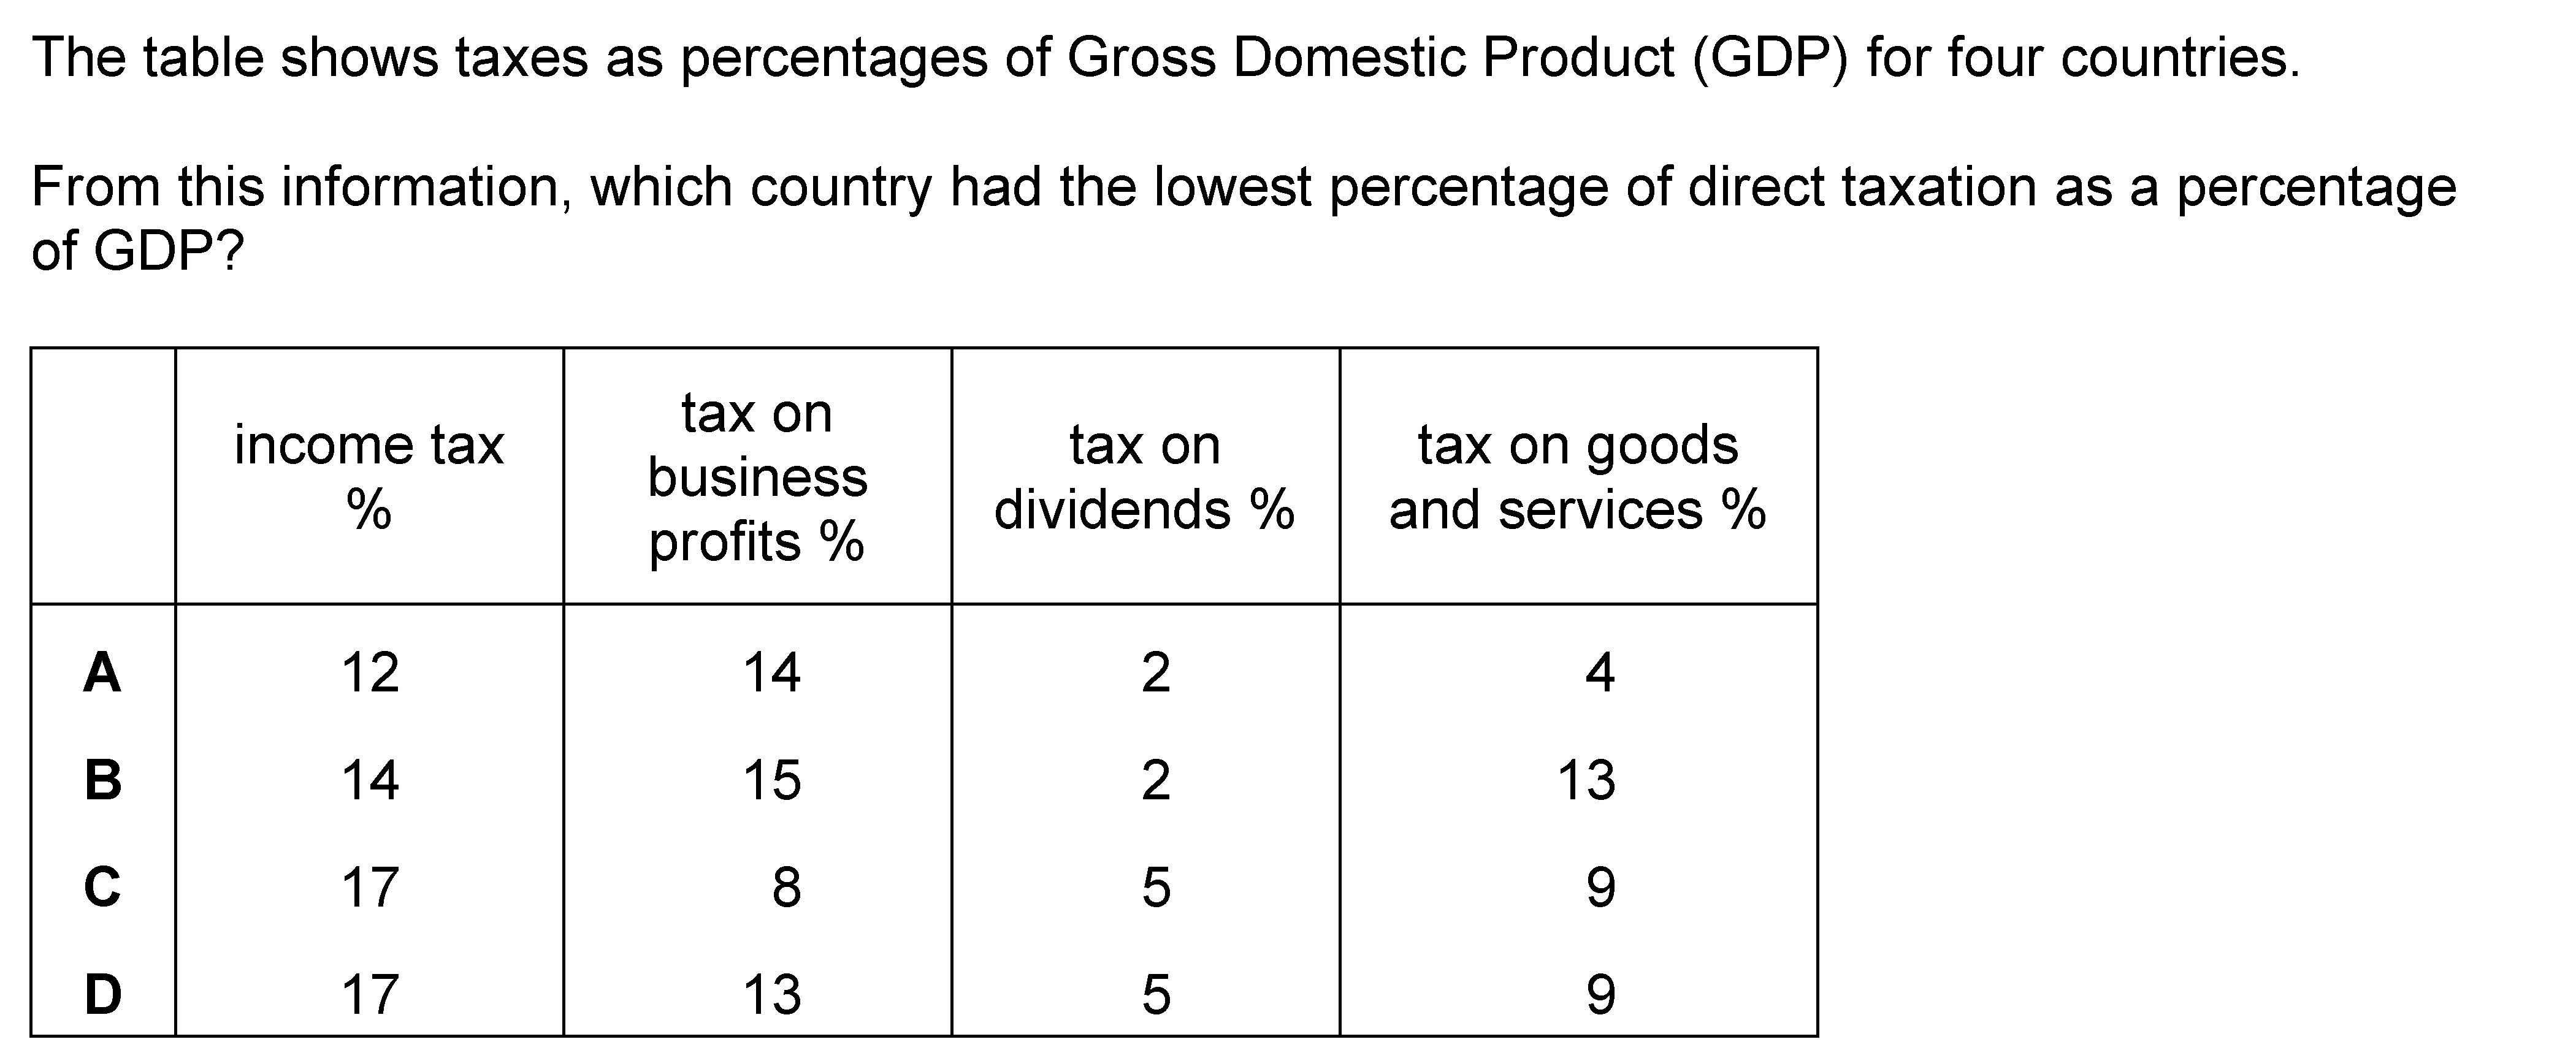 The table shows taxes as percentages of Gross Domestic Product (GDP) for four countries.
From this information, which country had the lowest percentage of direct taxation as a percentage
of GDP?
income tax
%
tax on
business
profits %
tax on
dividends %
tax on goods
and services %
A 12 14 2 4
B 14 15 2 13
C 17 8 5 9
D 17 13 5 9